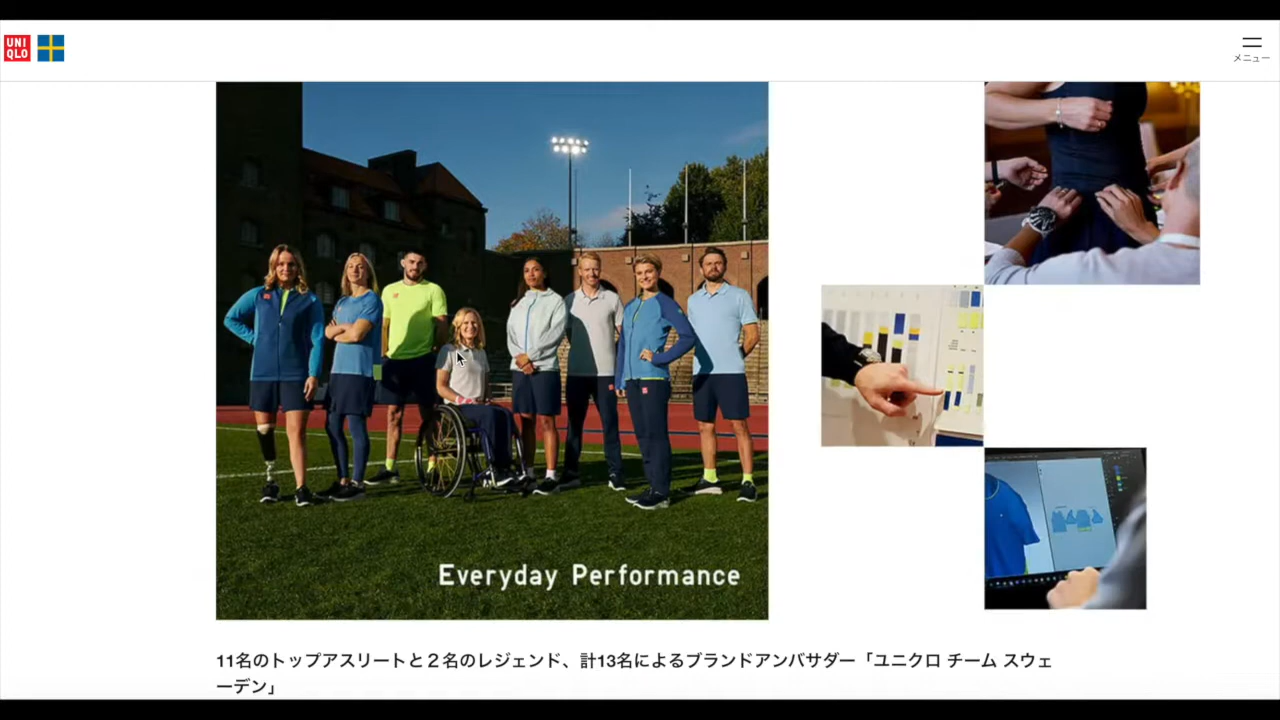 UNI
QLO
メニュー
Everyday Performance
11名のトップアスリートと２名のレジェンド、計13名によるブランドアンバサダー「ユニクロ チーム スウェ
ーデン」